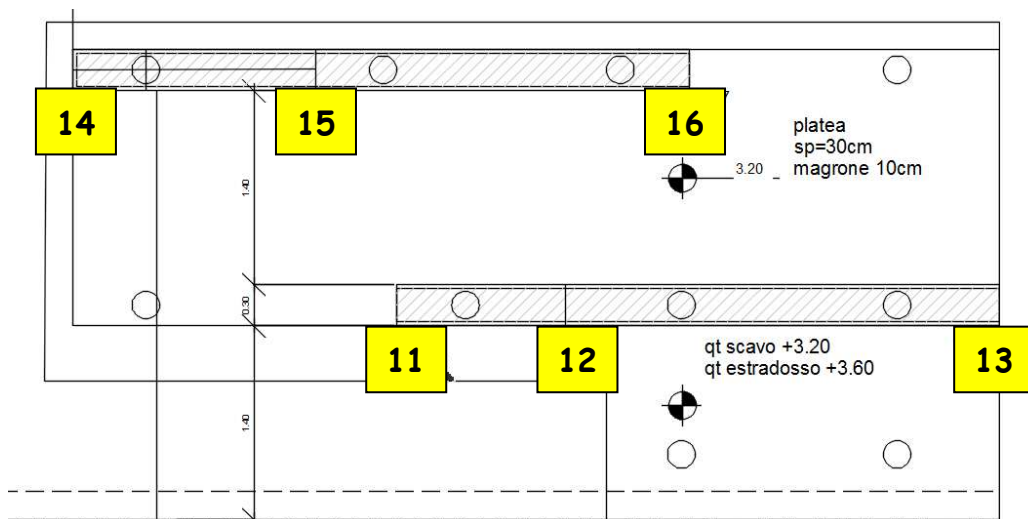 14
15
16
platea
sp=30cm
magrone 10cm
3.20
1.40
0.30
11
12
13
qt scavo +3.20
qt estradosso +3.60
1.40